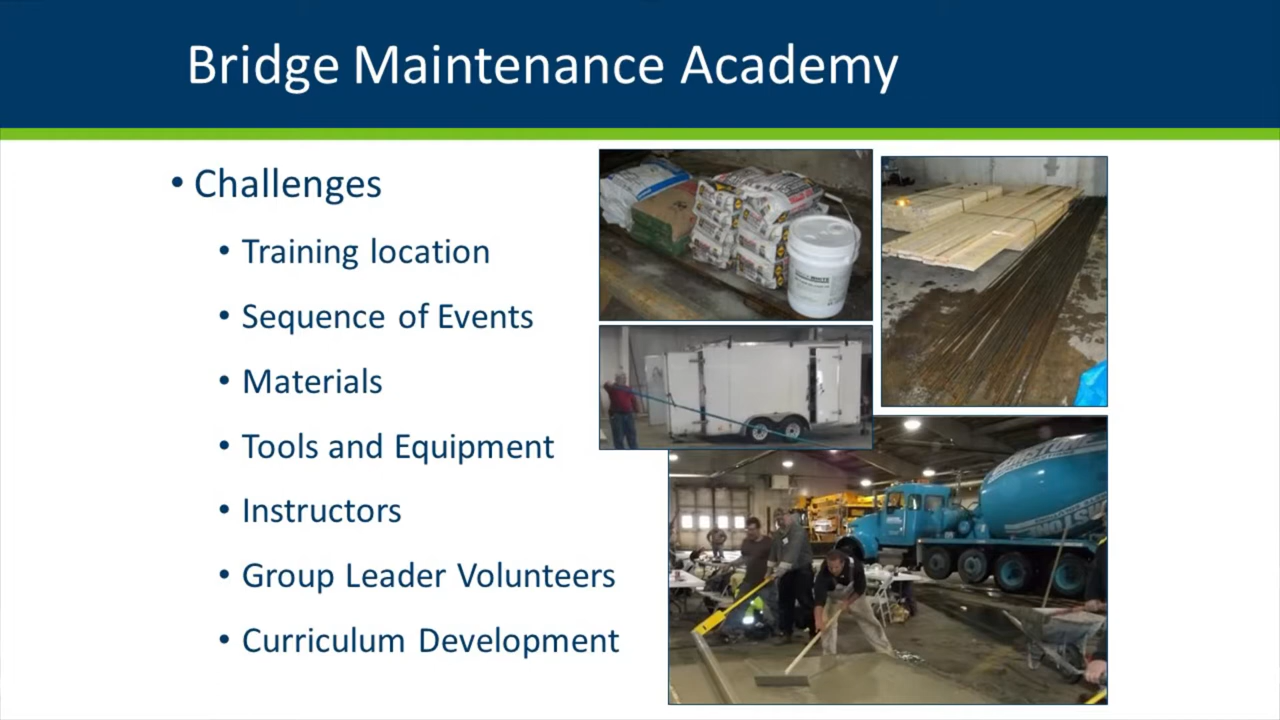 Bridge Maintenance Academy
• Challenges
• Training location
• Sequence of Events
• Materials
• Tools and Equipment
• Instructors
• Group Leader Volunteers
• Curriculum Development